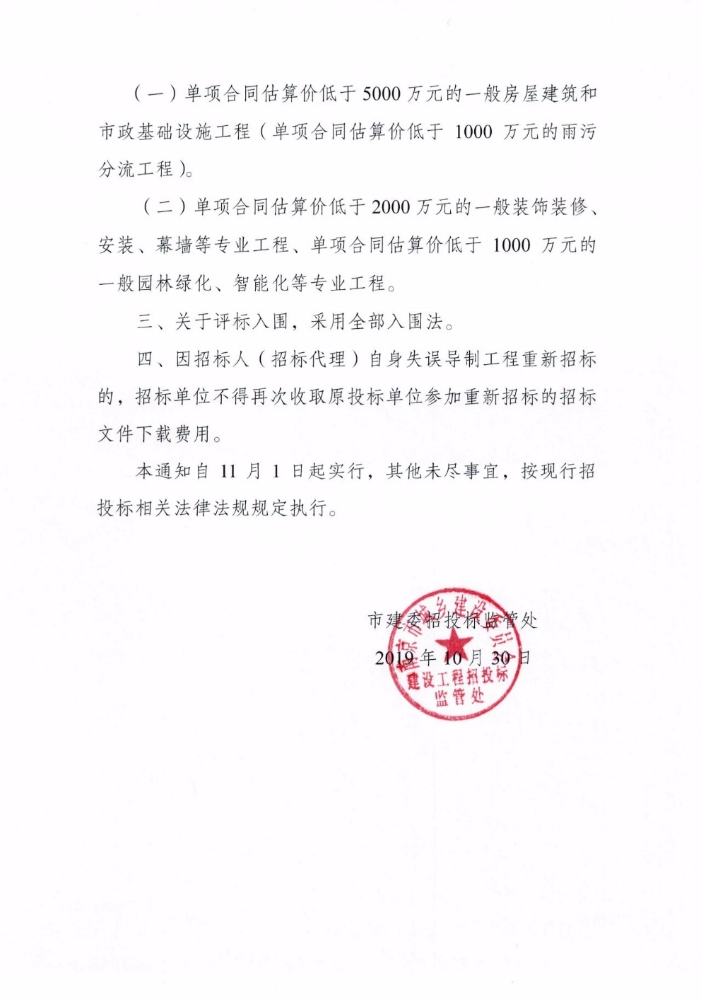 （一）单项合同估算价低于 5000 万元的一般房屋建筑和
市政基础设施工程（单项合同估算价低于 1000 万元的雨污
分流工程）。
（二）单项合同估算价低于 2000 万元的一般装饰装修、
安装、幕墙等专业工程、单项合同估算价低于 1000 万元的
一般园林绿化、智能化等专业工程。
三、关于评标入围，采用全部入围法。
四、因招标人（招标代理）自身失误导制工程重新招标
的，招标单位不得再次收取原投标单位参加重新招标的招标
文件下载费用。
本通知自 11 月 1 日起实行，其他未尽事宜，按现行招
投标相关法律法规规定执行。
市建委招投标监管处
2019 年 10 月 30 日
南京市城乡建设委员会
建设工程招投标
监管处